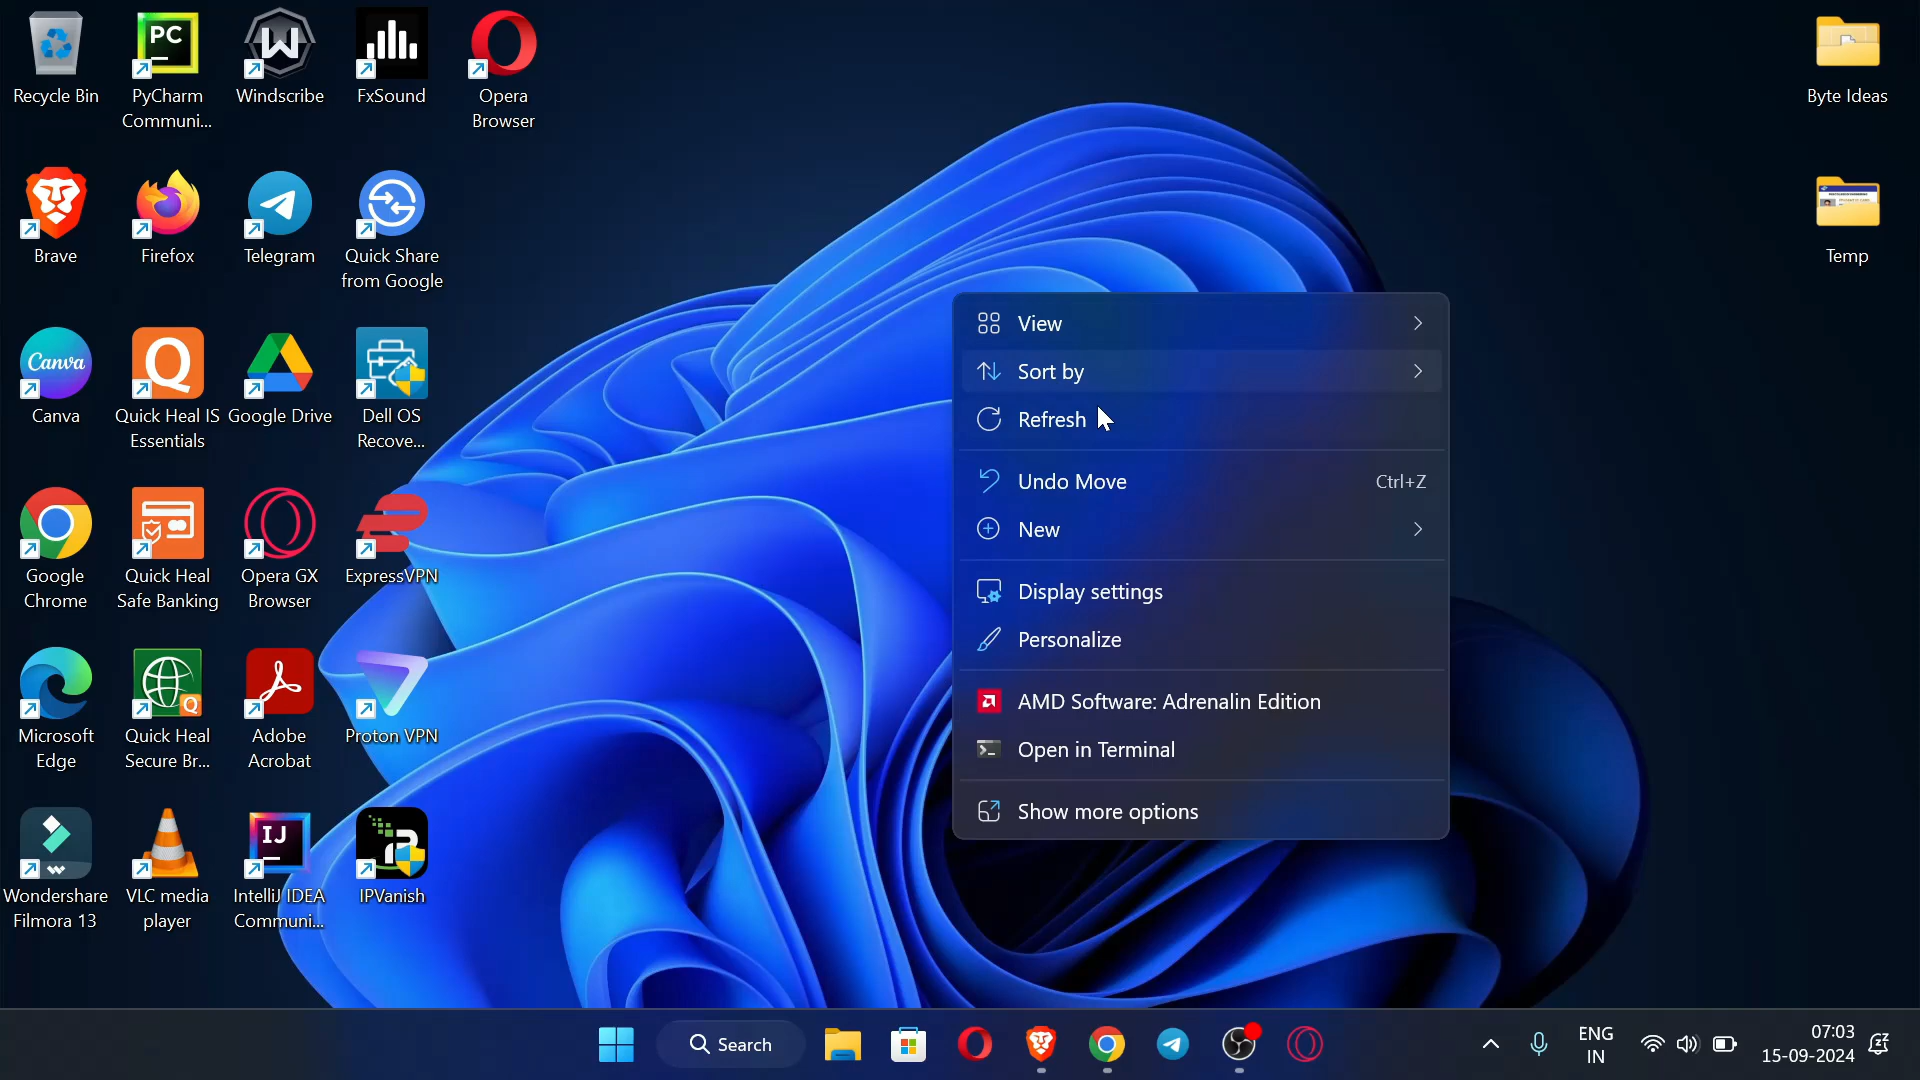 Recycle Bin
PC
PyCharm
Communi...
Windscribe
FxSound
Opera
Browser
Byte Ideas
Brave
Firefox
Telegram
Quick Share
from Google
Temp
Canva
Canva
Quick Heal IS
Essentials
Google Drive
Dell OS
Recove...
Google
Chrome
Quick Heal
Safe Banking
Opera GX
Browser
ExpressVPN
Microsoft
Edge
Q
Quick Heal
Secure Br...
Adobe
Acrobat
Proton VPN
Wondershare
Filmora 13
VLC media
player
IJ
IntelliJ IDEA
Communi...
IP
IPVanish
View
Sort by
Refresh
Undo Move Ctrl+Z
New
Display settings
Personalize
AMD Software: Adrenalin Edition
Open in Terminal
Show more options
Search
ENG
IN
07:03
15-09-2024